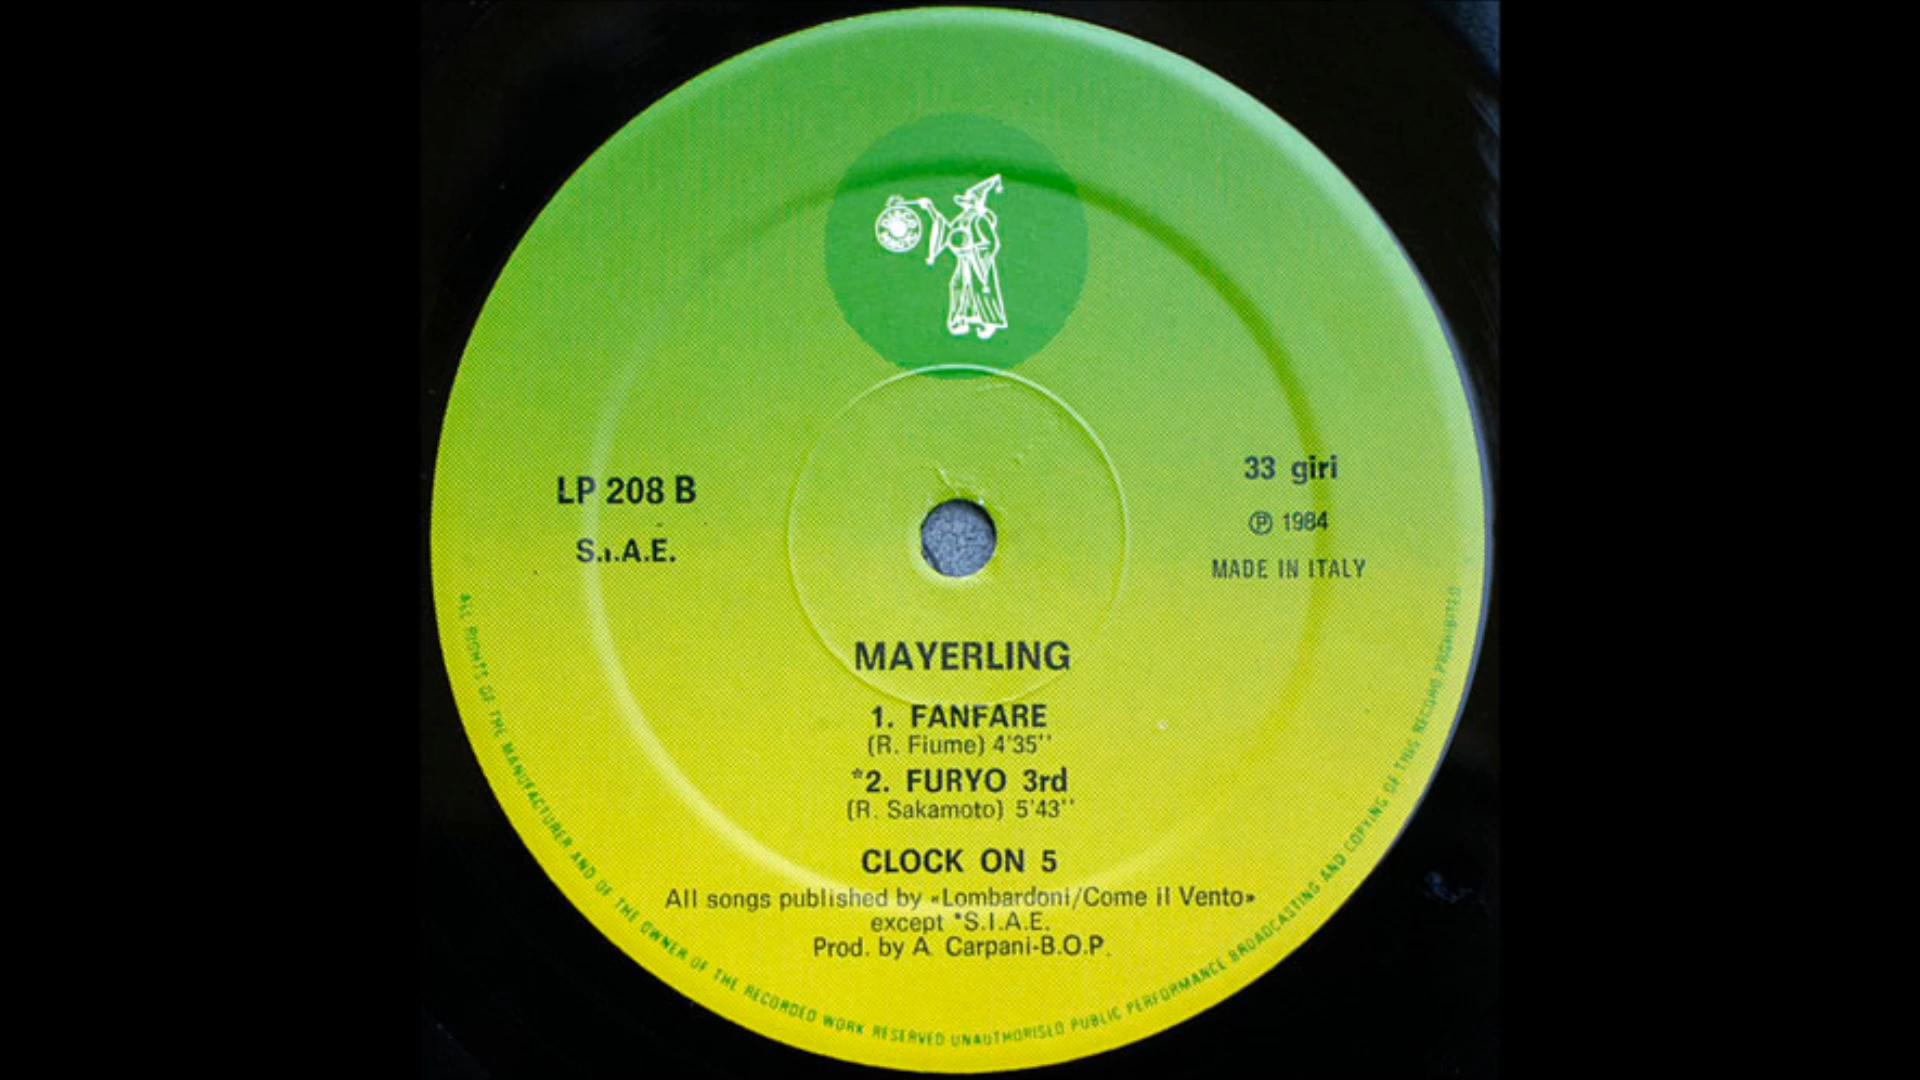 LP 208 B
S.I.A.E.
33 giri
℗ 1984
MADE IN ITALY
MAYERLING
1. FANFARE
(R. Fiume) 4'35''
*2. FURYO 3rd
(R. Sakamoto) 5'43''
CLOCK ON 5
All songs published by «Lombardoni/Come il Vento»
except *S.I.A.E.
Prod. by A. Carpani-B.O.P.
ALL RIGHTS OF THE MANUFACTURER AND OF THE OWNER OF THE RECORDED WORK RESERVED·UNAUTHORISED PUBLIC PERFORMANCE BROADCASTING AND COPYING OF THIS RECORD PROHIBITED